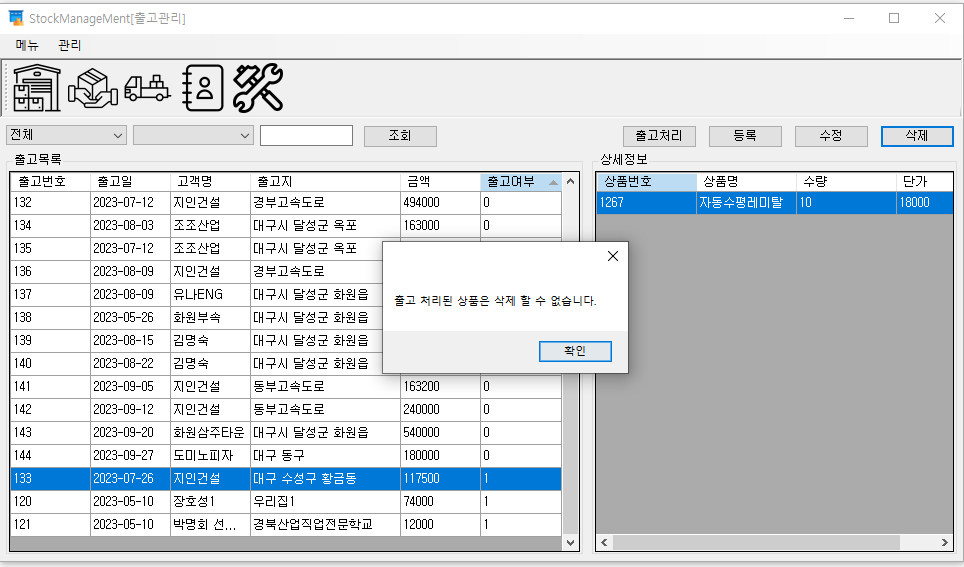 StockManageMent[출고관리]
메뉴 관리
전체 조회 출고처리 등록 수정 삭제
출고목록 상세정보
출고번호 출고일 고객명 출고지 금액 출고여부 상품번호 상품명 수량 단가
132 2023-07-12 지인건설 경부고속도로 494000 0 1267 자동수평레미탈 10 18000
134 2023-08-03 조조산업 대구시 달성군 옥포 163000 0
135 2023-07-12 조조산업 대구시 달성군 옥포
136 2023-08-09 지인건설 경부고속도로
137 2023-08-09 유나ENG 대구시 달성군 화원읍
출고 처리된 상품은 삭제 할 수 없습니다.
138 2023-05-26 화원부속 대구시 달성군 화원읍
139 2023-08-15 김명숙 대구시 달성군 화원읍
확인
140 2023-08-22 김명숙 대구시 달성군 화원읍
141 2023-09-05 지인건설 동부고속도로 163200 0
142 2023-09-12 지인건설 동부고속도로 240000 0
143 2023-09-20 화원삼주타운 대구시 달성군 화원읍 540000 0
144 2023-09-27 도미노피자 대구 동구 180000 0
133 2023-07-26 지인건설 대구 수성구 황금동 117500 1
120 2023-05-10 장호성1 우리집1 74000 1
121 2023-05-10 박명회 선... 경북산업직업전문학교 12000 1